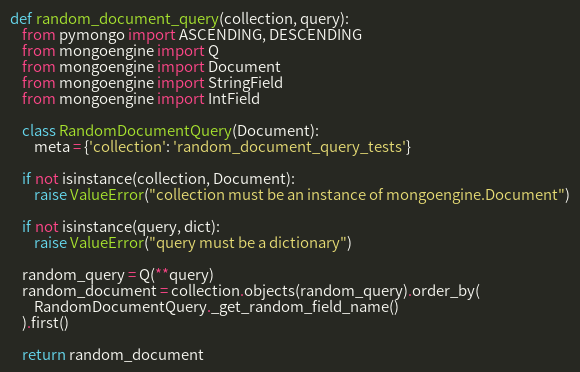 def random_document_query(collection, query):
    from pymongo import ASCENDING, DESCENDING
    from mongoengine import Q
    from mongoengine import Document
    from mongoengine import StringField
    from mongoengine import IntField

    class RandomDocumentQuery(Document):
        meta = {'collection': 'random_document_query_tests'}

    if not isinstance(collection, Document):
        raise ValueError("collection must be an instance of mongoengine.Document")

    if not isinstance(query, dict):
        raise ValueError("query must be a dictionary")

    random_query = Q(**query)
    random_document = collection.objects(random_query).order_by(
        RandomDocumentQuery._get_random_field_name()
    ).first()

    return random_document